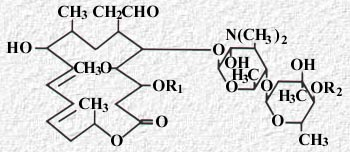 CH₃ CH₂CHO
HO O N(CH₃)₂
CH₃O OH OH
H₃C
OR₁ O H₃C OR₂
CH₃ O
O O
CH₃